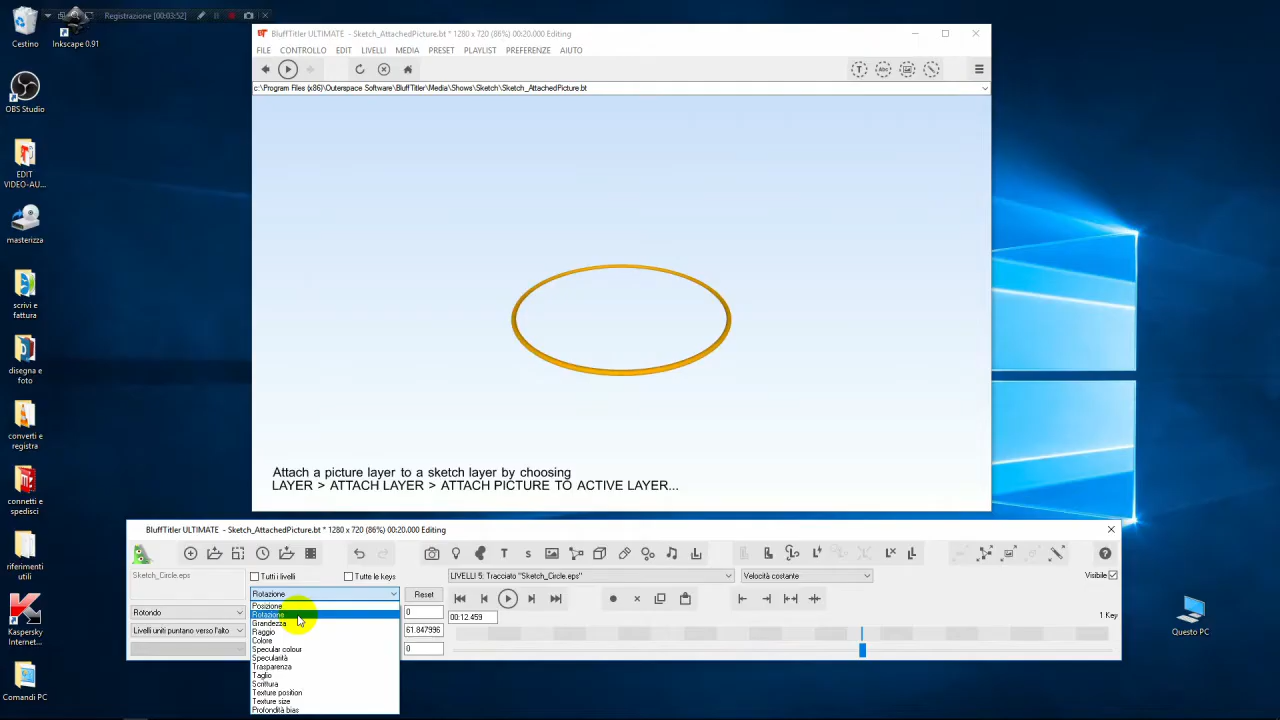 Registrazione [00:03:52]
Cestino
Inkscape 0.91
OBS Studio
EDIT
VIDEO-AU...
masterizza
scrivi e
fattura
disegna e
foto
converti e
registra
connetti e
spedisci
riferimenti
utili
Kaspersky
Internet...
Comandi PC
Questo PC
BluffTitler ULTIMATE - Sketch_AttachedPicture.bt * 1280 x 720 (86%) 00:20.000 Editing
FILE CONTROLLO EDIT LIVELLI MEDIA PRESET PLAYLIST PREFERENZE AIUTO
c:\Program Files (x86)\Outerspace Software\BluffTitler\Media\Shows\Sketch\Sketch_AttachedPicture.bt
Attach a picture layer to a sketch layer by choosing
LAYER > ATTACH LAYER > ATTACH PICTURE TO ACTIVE LAYER...
BluffTitler ULTIMATE - Sketch_AttachedPicture.bt * 1280 x 720 (86%) 00:20.000 Editing
Sketch_Circle.eps
Tutti i livelli
Tutte le keys
LIVELLI 5: Tracciato "Sketch_Circle.eps"
Velocità costante
Visibile
Rotazione
Reset
Rotondo
Livelli uniti puntano verso l'alto
0
61.847996
0
00:12.459
1 Key
Posizione
Rotazione
Grandezza
Raggio
Colore
Specular colour
Specularità
Trasparenza
Taglio
Scrittura
Texture position
Texture size
Profondità bias